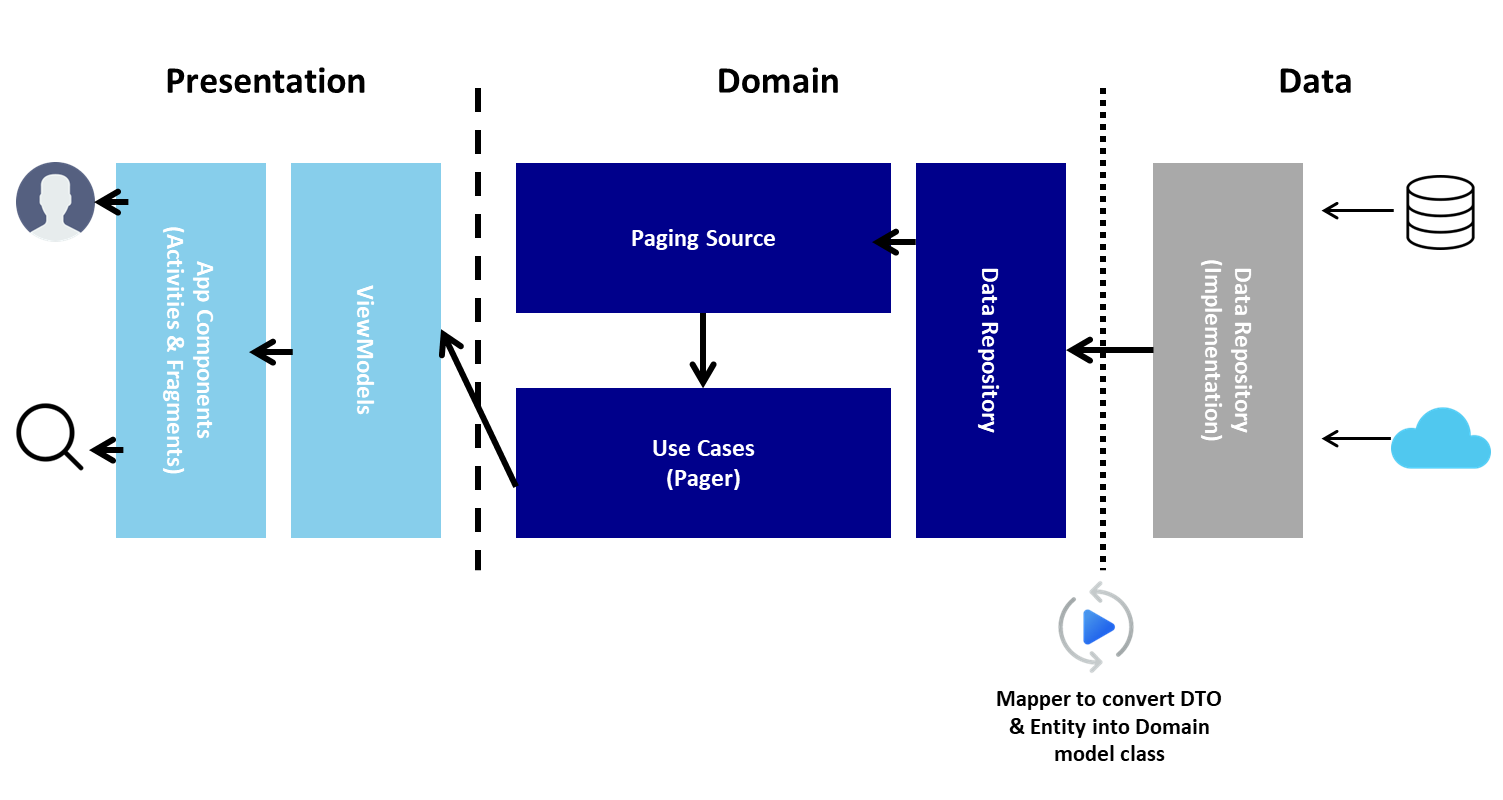 Presentation
Domain
Data
App Components
(Activities & Fragments)
ViewModels
Paging Source
Use Cases
(Pager)
Data Repository
Data Repository
(Implementation)
Mapper to convert DTO
& Entity into Domain
model class